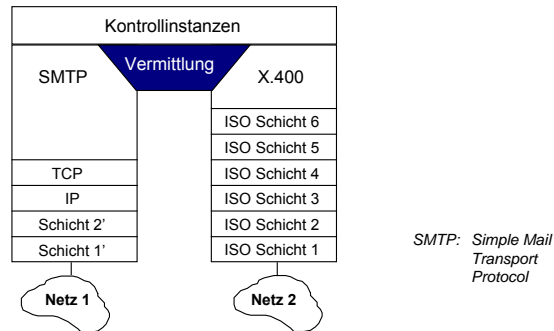 Kontrollinstanzen
SMTP
Vermittlung
X.400
ISO Schicht 6
ISO Schicht 5
TCP
ISO Schicht 4
IP
ISO Schicht 3
Schicht 2'
ISO Schicht 2
Schicht 1'
ISO Schicht 1
Netz 1
Netz 2
SMTP: Simple Mail
Transport
Protocol